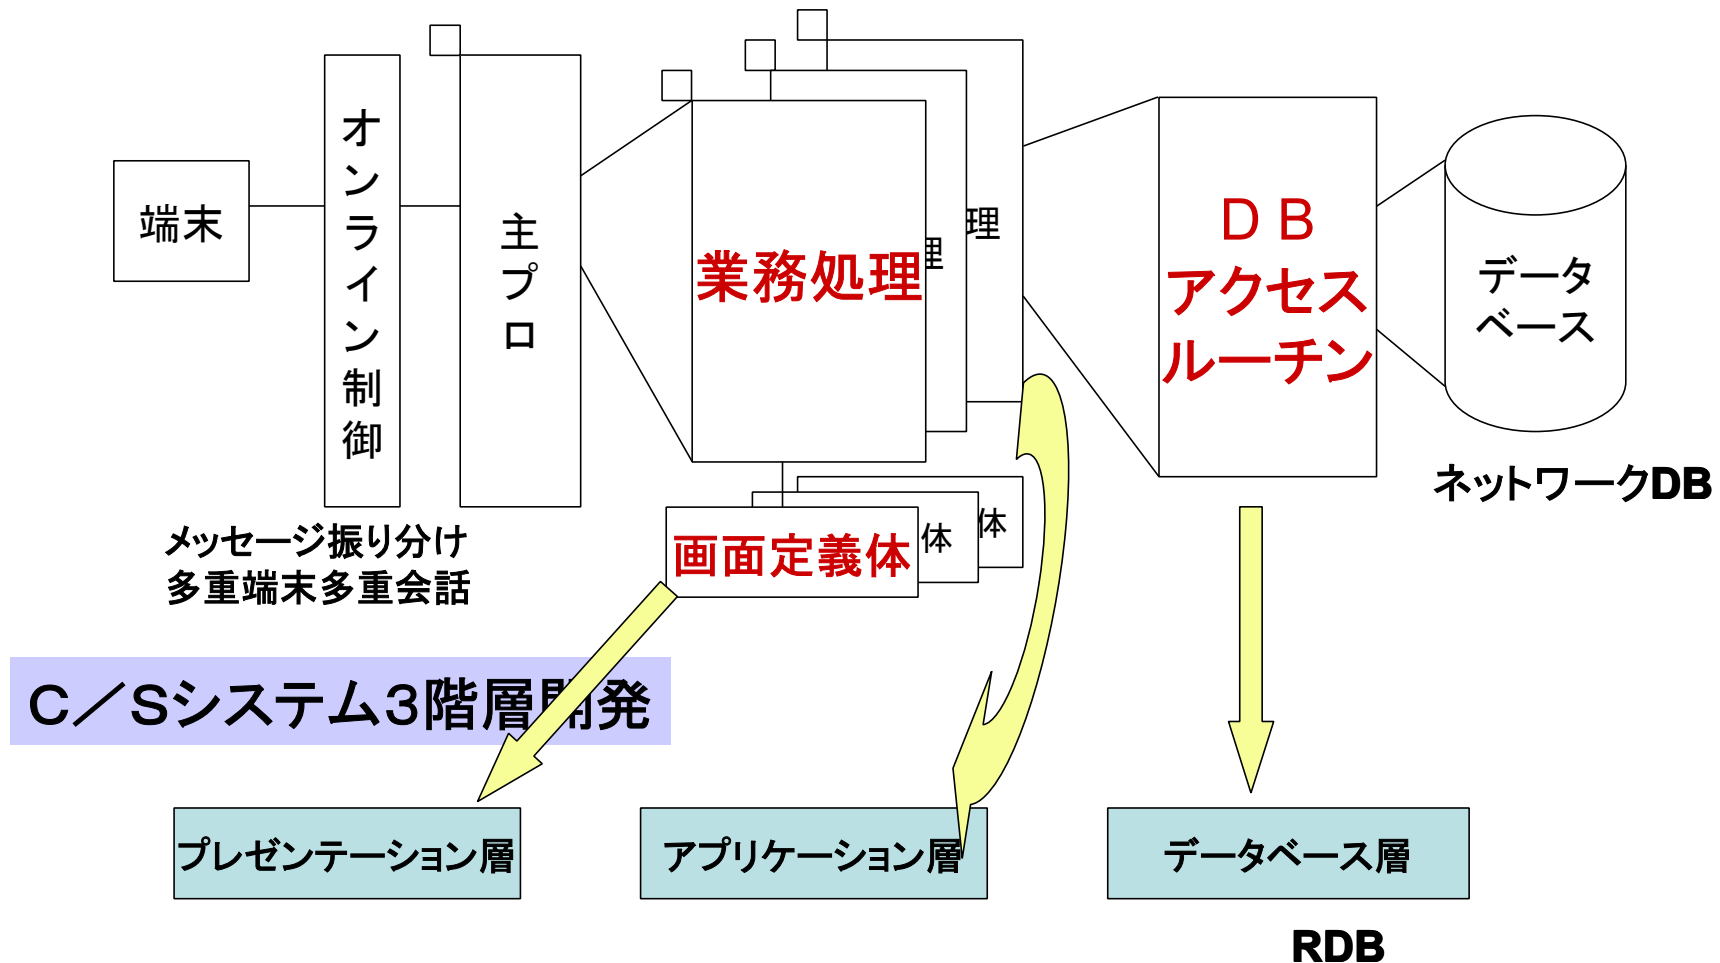 端末
オンライン制御
主プロ
業務処理
理
理
ＤＢ
アクセス
ルーチン
データ
ベース
ネットワークDB
メッセージ振り分け
多重端末多重会話
画面定義体
体
体
Ｃ／Ｓシステム３階層開発
プレゼンテーション層
アプリケーション層
データベース層
RDB